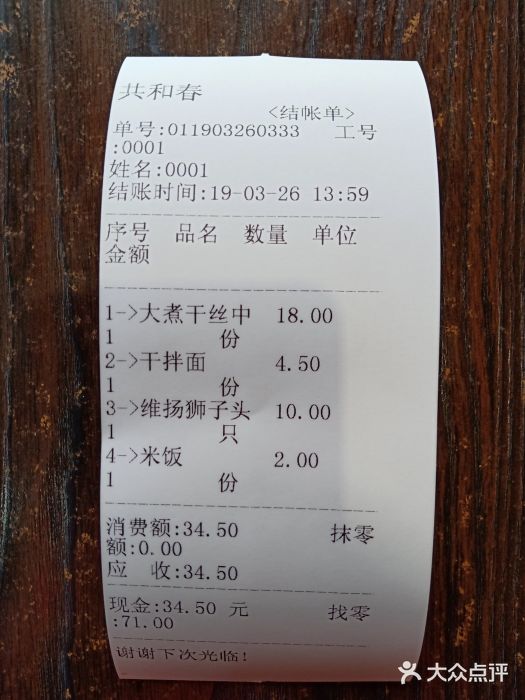 共和春
<结帐单>
单号:011903260333 工号
:0001
姓名:0001
结账时间:19-03-26 13:59
序号 品名 数量 单位
金额
1->大煮干丝中 18.00
1 份
2->干拌面 4.50
1 份
3->维扬狮子头 10.00
1 只
4->米饭 2.00
1 份
消费额:34.50 抹零
额:0.00
应 收:34.50
现金:34.50 元 找零
:71.00
谢谢下次光临!
大众点评